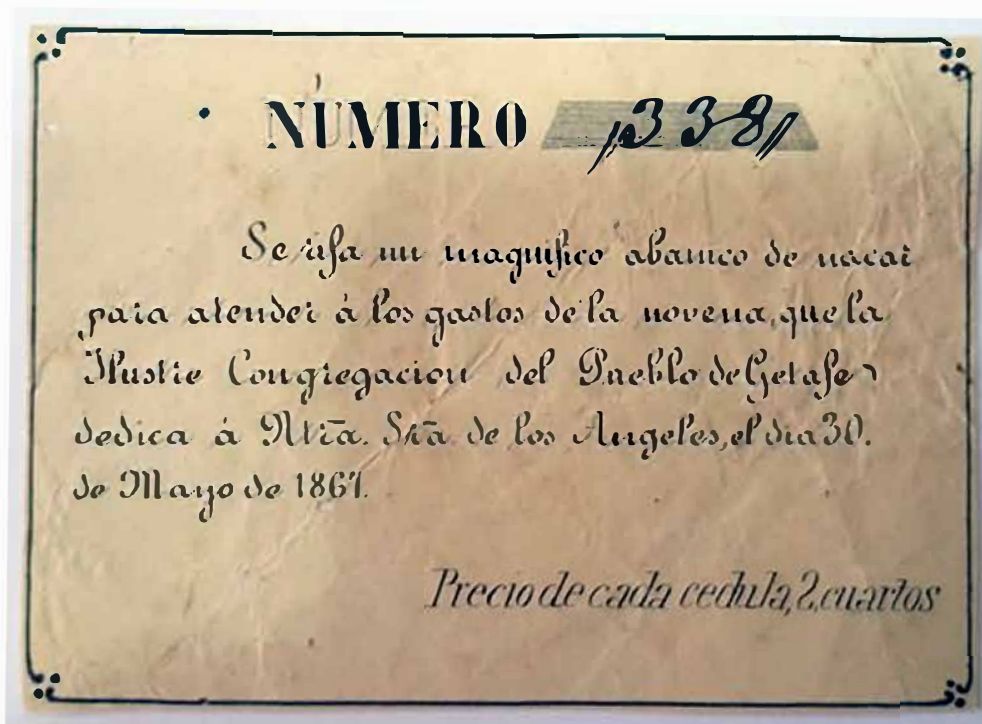 NÚMERO 338
Se rifa un magnifico abanico de nacar
para atender á los gastos de la novena, que la
Ilustre Congregacion del Pueblo de Getafe
dedica á Ntra. Sra. de los Angeles, el dia 30.
de Mayo de 1867.
Precio de cada cedula, 2, cuartos